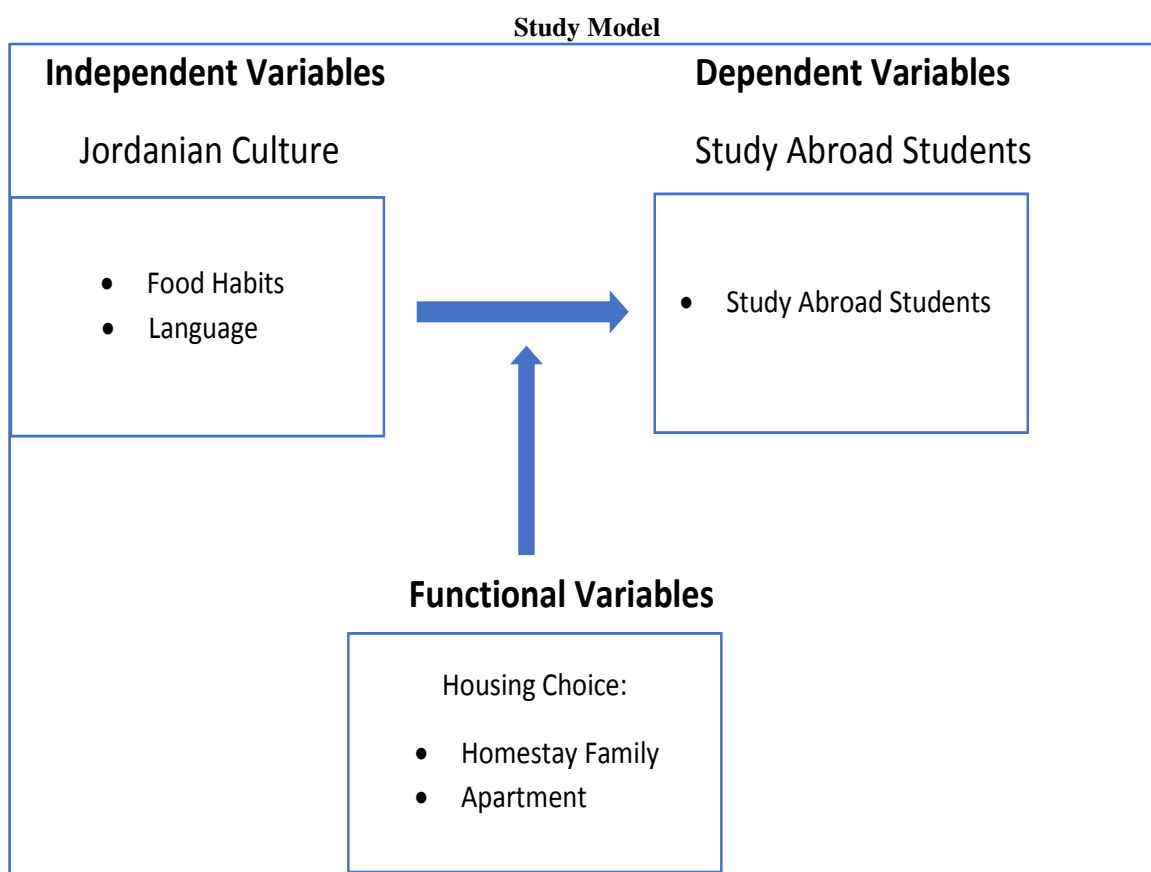 Study Model
Independent Variables
Dependent Variables
Jordanian Culture
Study Abroad Students
• Food Habits
• Language
• Study Abroad Students
Functional Variables
Housing Choice:
• Homestay Family
• Apartment